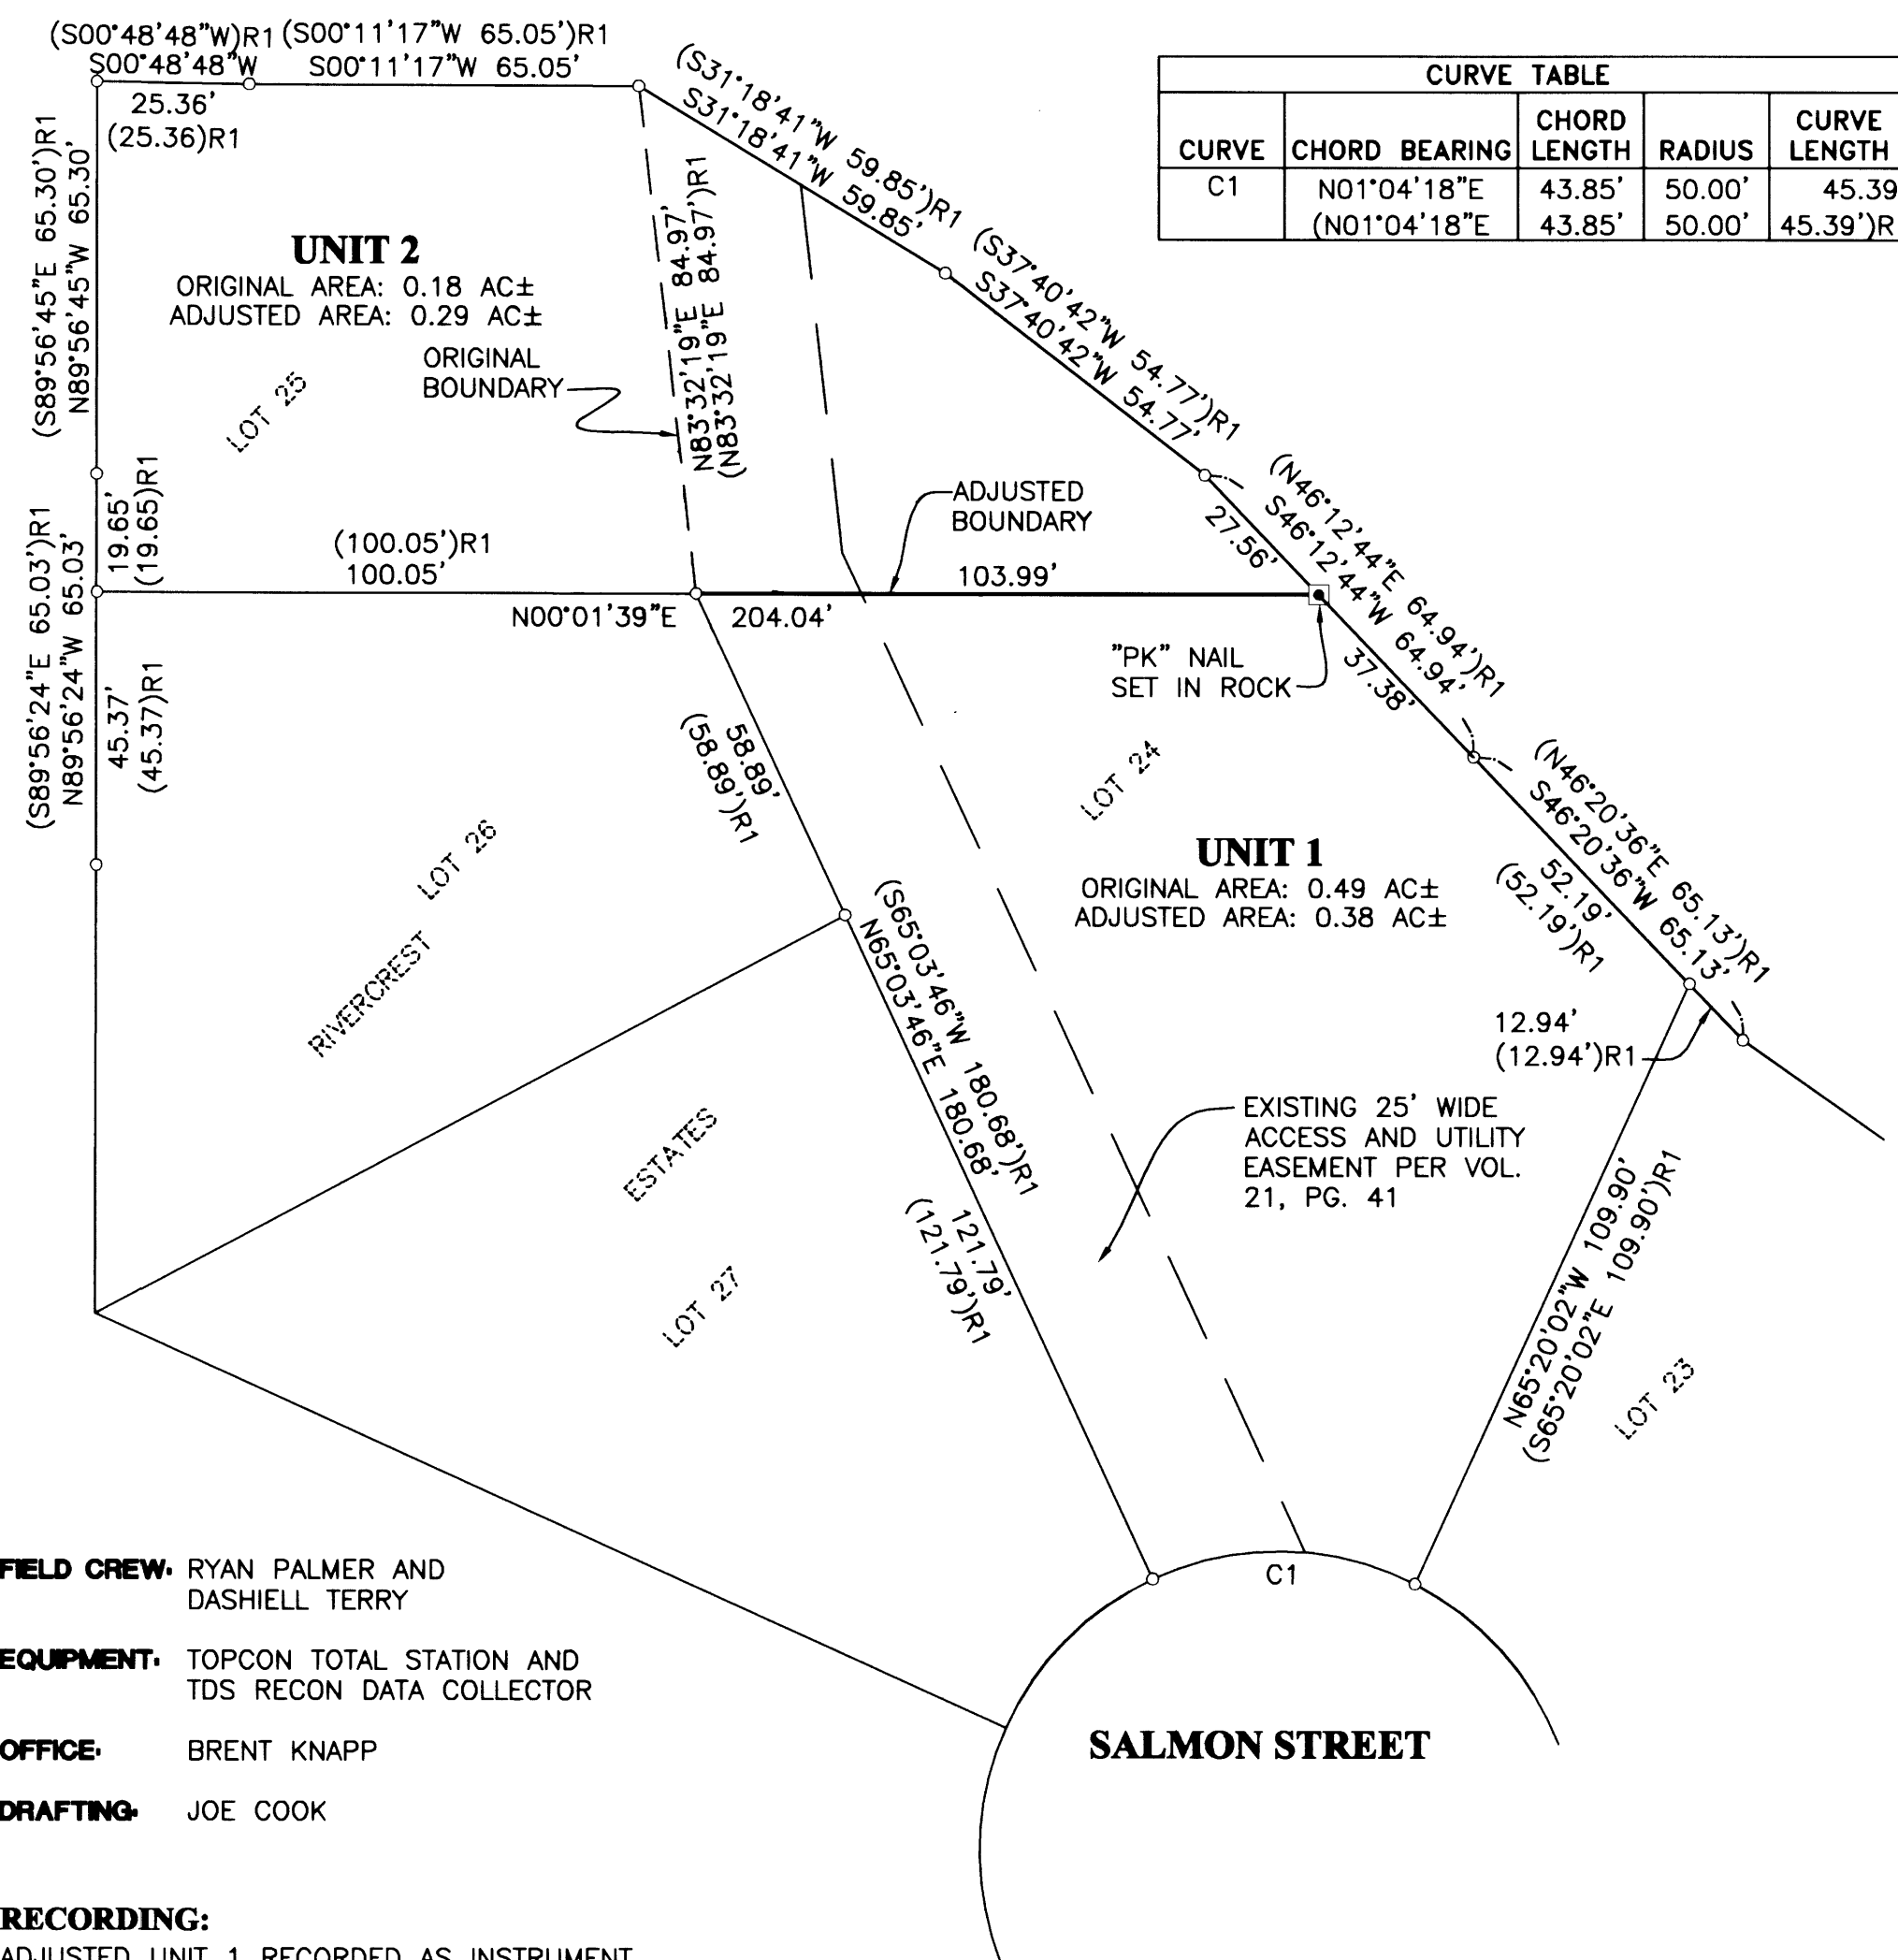 (S00°48'48"W)R1 (S00°11'17"W 65.05')R1
S00°48'48"W S00°11'17"W 65.05'
25.36'
(25.36)R1
(S89°56'45"E 65.30')R1
N89°56'45"W 65.30'
(S31°18'41"W 59.85')R1
S31°18'41"W 59.85'
CURVE TABLE
CURVE CHORD BEARING CHORD LENGTH RADIUS CURVE LENGTH
C1 N01°04'18"E 43.85' 50.00' 45.39
(N01°04'18"E 43.85' 50.00' 45.39')R
UNIT 2
ORIGINAL AREA: 0.18 AC±
ADJUSTED AREA: 0.29 AC±
ORIGINAL
BOUNDARY
LOT 25
N83°32'19"E 84.97'
(N83°32'19"E 84.97')R1
(S37°40'42"W 54.77')R1
S37°40'42"W 54.77'
ADJUSTED
BOUNDARY
(N46°12'44"E 64.94')R1
S46°12'44"W 64.94'
27.56'
37.38'
(S89°56'24"E 65.03')R1
N89°56'24"W 65.03'
19.65'
(19.65)R1
45.37'
(45.37)R1
(100.05')R1
100.05'
103.99'
N00°01'39"E 204.04'
"PK" NAIL
SET IN ROCK
58.89'
(58.89')R1
LOT 24
(N46°20'36"E 65.13')R1
S46°20'36"W 65.13'
52.19'
(52.19')R1
UNIT 1
ORIGINAL AREA: 0.49 AC±
ADJUSTED AREA: 0.38 AC±
LOT 26
RIVERCREST
(S65°03'46"W 180.68')R1
N65°03'46"E 180.68'
12.94'
(12.94')R1
ESTATES
EXISTING 25' WIDE
ACCESS AND UTILITY
EASEMENT PER VOL.
21, PG. 41
121.79'
(121.79')R1
N65°20'02"W 109.90'
(S65°20'02"E 109.90')R1
LOT 27
LOT 23
C1
FIELD CREW: RYAN PALMER AND
DASHIELL TERRY
EQUIPMENT: TOPCON TOTAL STATION AND
TDS RECON DATA COLLECTOR
OFFICE: BRENT KNAPP
DRAFTING: JOE COOK
SALMON STREET
RECORDING:
ADJUSTED UNIT 1 RECORDED AS INSTRUMENT